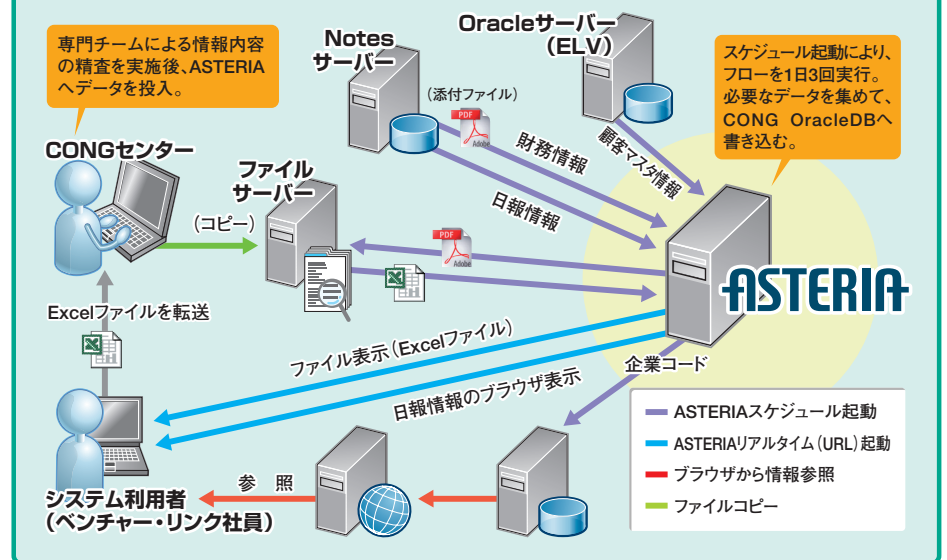 専門チームによる情報内容
の精査を実施後、ASTERIA
へデータを投入。
Notes
サーバー
Oracleサーバー
（ELV）
スケジュール起動により、
フローを1日3回実行。
必要なデータを集めて、
CONG OracleDBへ
書き込む。
（添付ファイル）
PDF
Adobe
CONGセンター
ファイル
サーバー
（コピー）
財務情報
日報情報
顧客マスタ情報
PDF
Adobe
ASTERIA
Excelファイルを転送
ファイル表示（Excelファイル）
日報情報のブラウザ表示
企業コード
ASTERIAスケジュール起動
ASTERIAリアルタイム（URL）起動
ブラウザから情報参照
ファイルコピー
参　照
システム利用者
（ベンチャー・リンク社員）